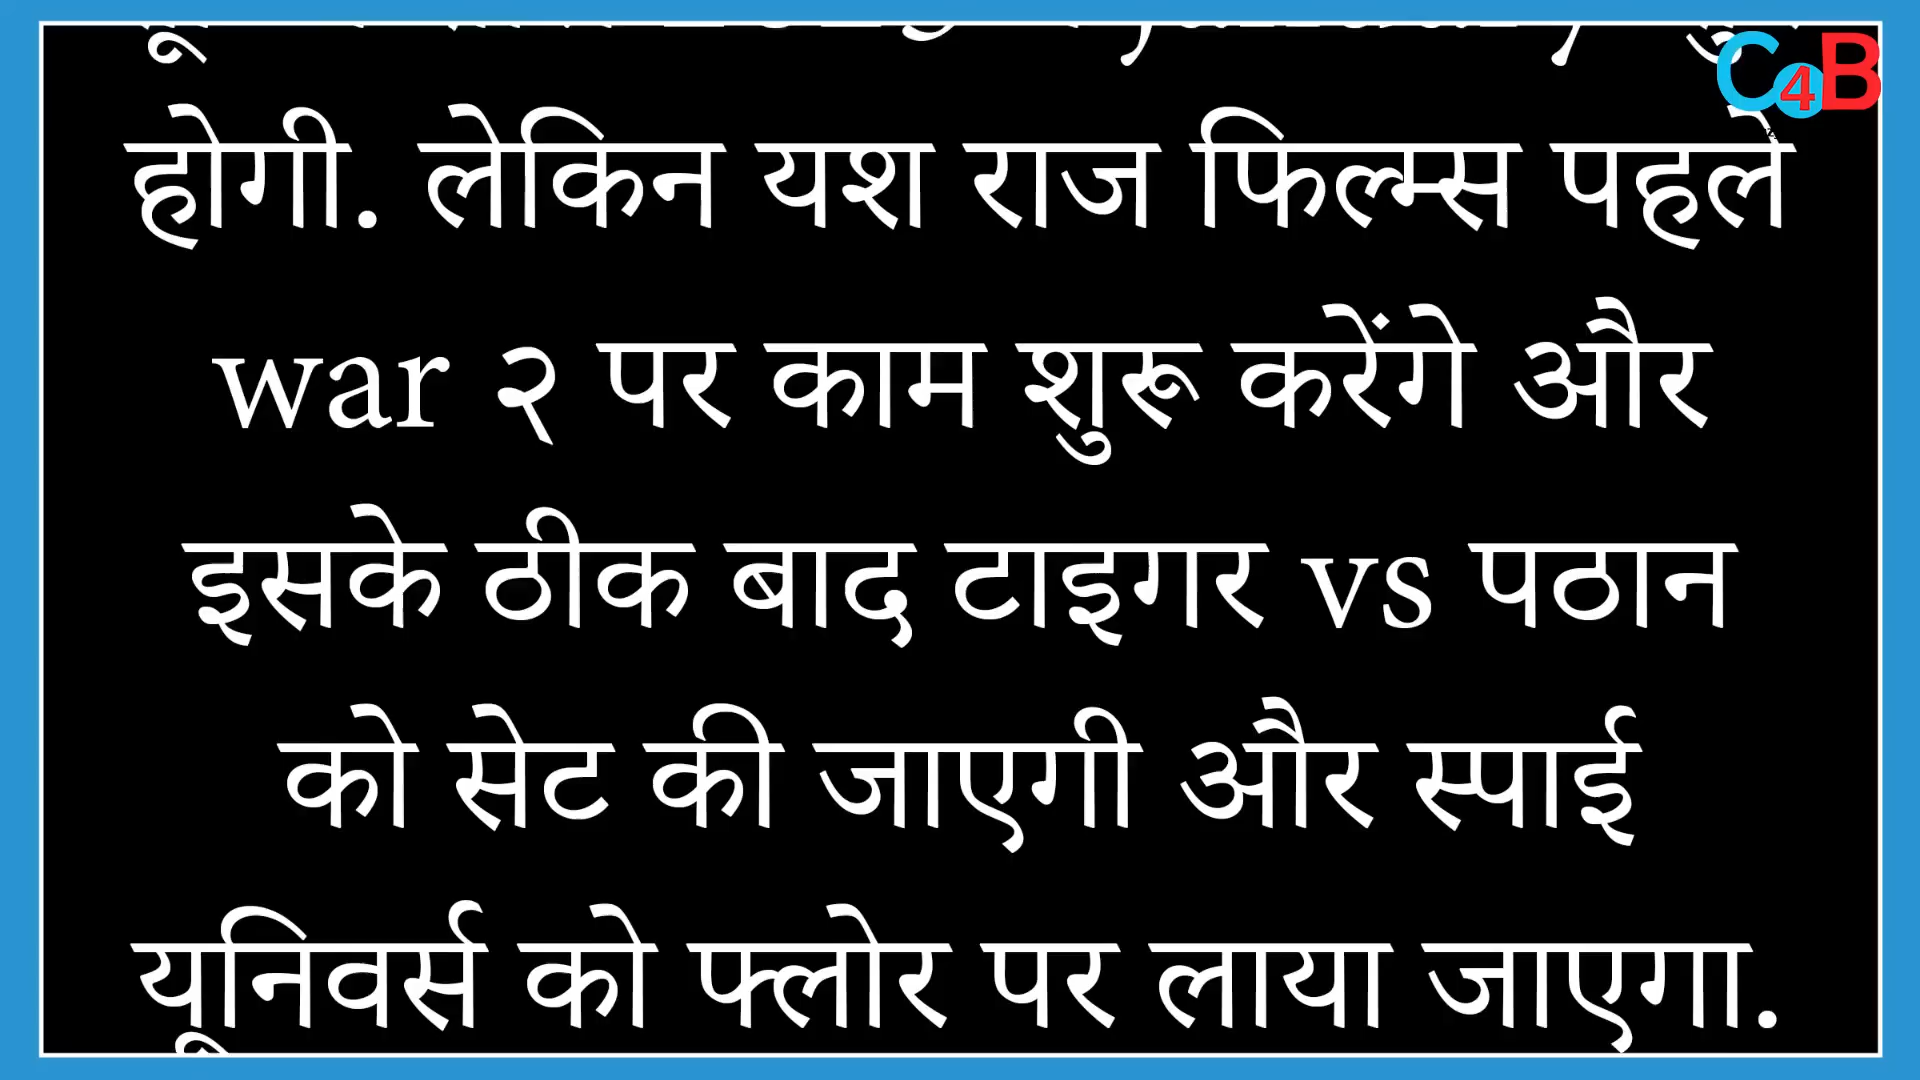 C4B
होगी. लेकिन यश राज फिल्म्स पहले
war २ पर काम शुरू करेंगे और
इसके ठीक बाद टाइगर vs पठान
को सेट की जाएगी और स्पाई
यूनिवर्स को फ्लोर पर लाया जाएगा.